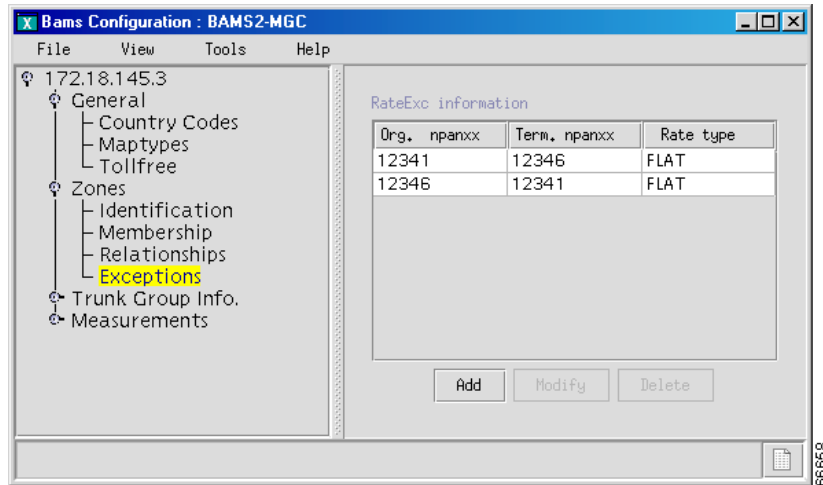 Bams Configuration : BAMS2-MGC
File View Tools Help
172.18.145.3
General
Country Codes
Maptypes
Tollfree
Zones
Identification
Membership
Relationships
Exceptions
Trunk Group Info.
Measurements
RateExc information
Org. npanxx Term. npanxx Rate type
12341 12346 FLAT
12346 12341 FLAT
Add Modify Delete
66659